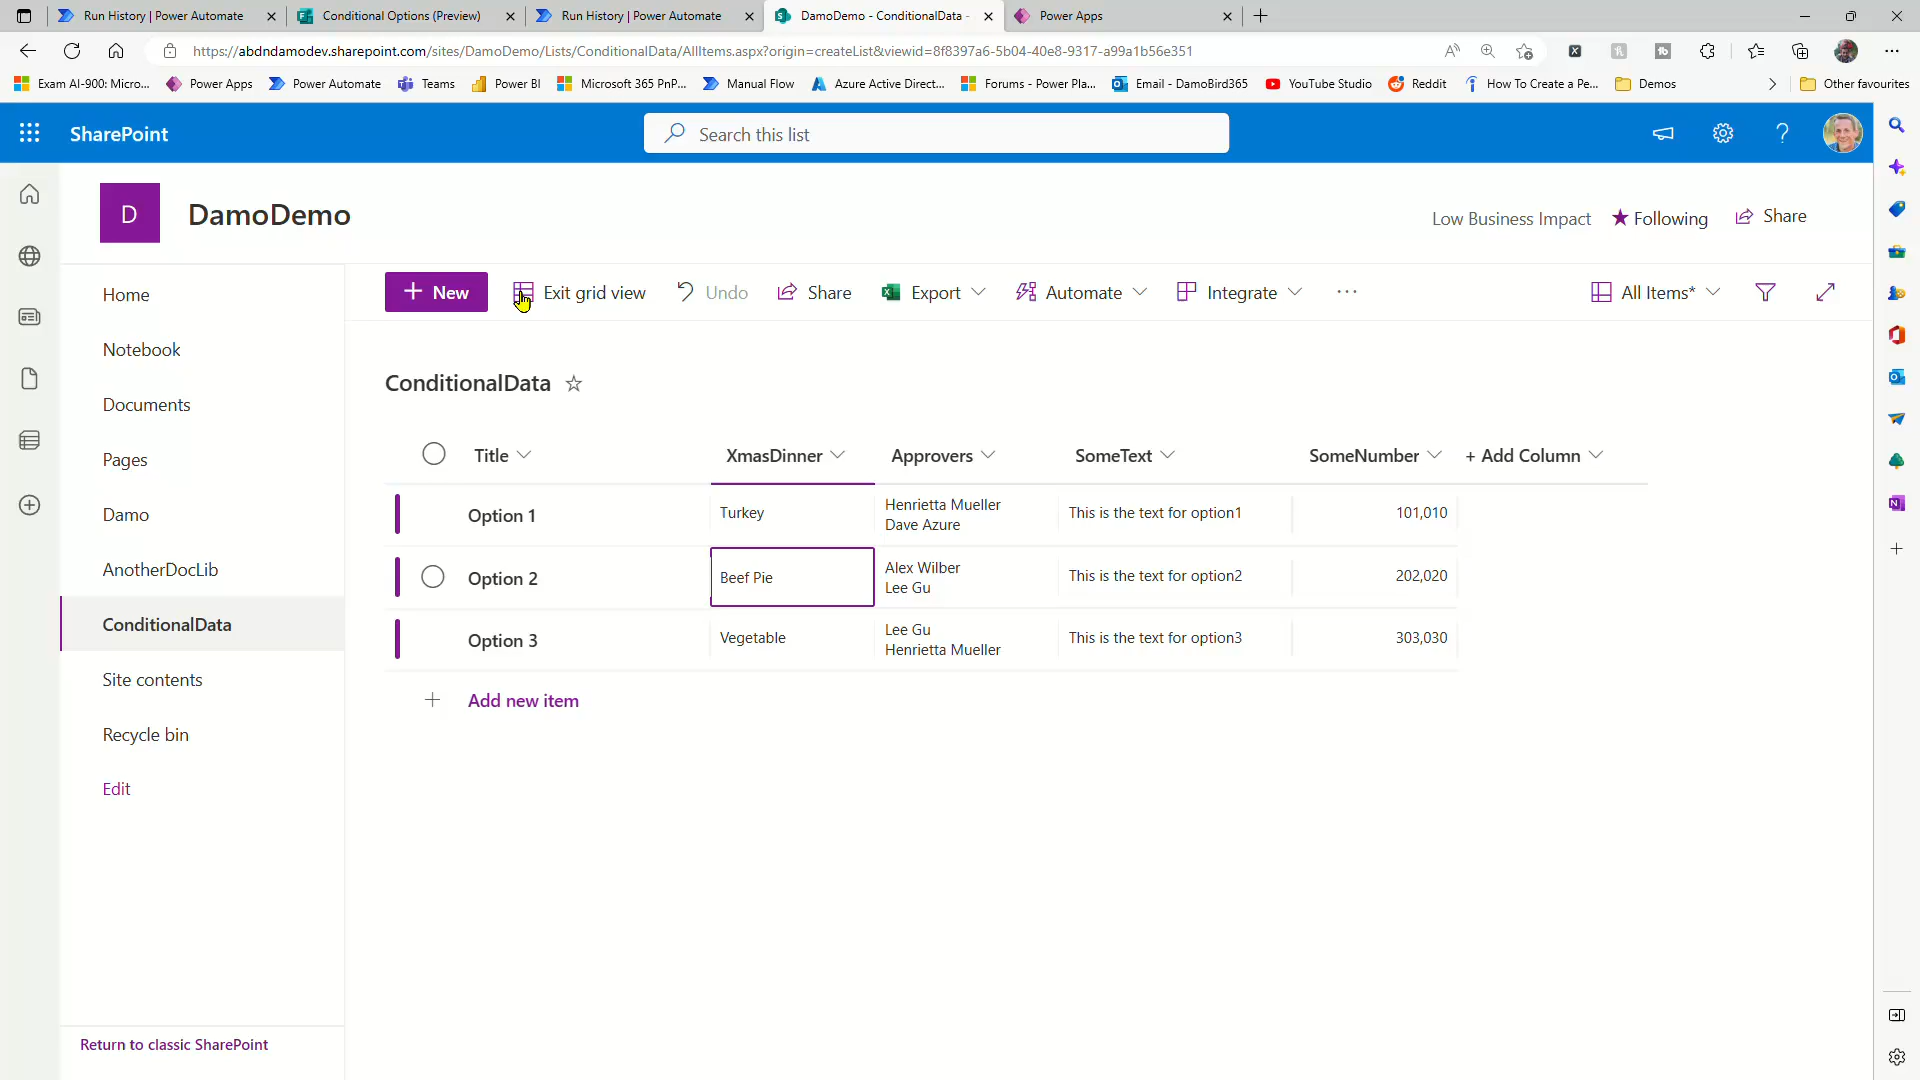 Run History | Power Automate
Conditional Options (Preview)
Run History | Power Automate
DamoDemo - ConditionalData -
Power Apps
https://abdndamodev.sharepoint.com/sites/DamoDemo/Lists/ConditionalData/AllItems.aspx?origin=createList&viewid=8f8397a6-5b04-40e8-9317-a99a1b56e351
Exam AI-900: Micro...
Power Apps
Power Automate
Teams
Power BI
Microsoft 365 PnP...
Manual Flow
Azure Active Direct...
Forums - Power Pla...
Email - DamoBird365
YouTube Studio
Reddit
How To Create a Pe...
Demos
Other favourites
SharePoint
Search this list
D
DamoDemo
Low Business Impact
Following
Share
Home
Notebook
Documents
Pages
Damo
AnotherDocLib
ConditionalData
Site contents
Recycle bin
Edit
Return to classic SharePoint
+ New
Exit grid view
Undo
Share
Export
Automate
Integrate
...
All Items*
ConditionalData
Title
XmasDinner
Approvers
SomeText
SomeNumber
+ Add Column
Option 1
Turkey
Henrietta Mueller
Dave Azure
This is the text for option1
101,010
Option 2
Beef Pie
Alex Wilber
Lee Gu
This is the text for option2
202,020
Option 3
Vegetable
Lee Gu
Henrietta Mueller
This is the text for option3
303,030
+ Add new item